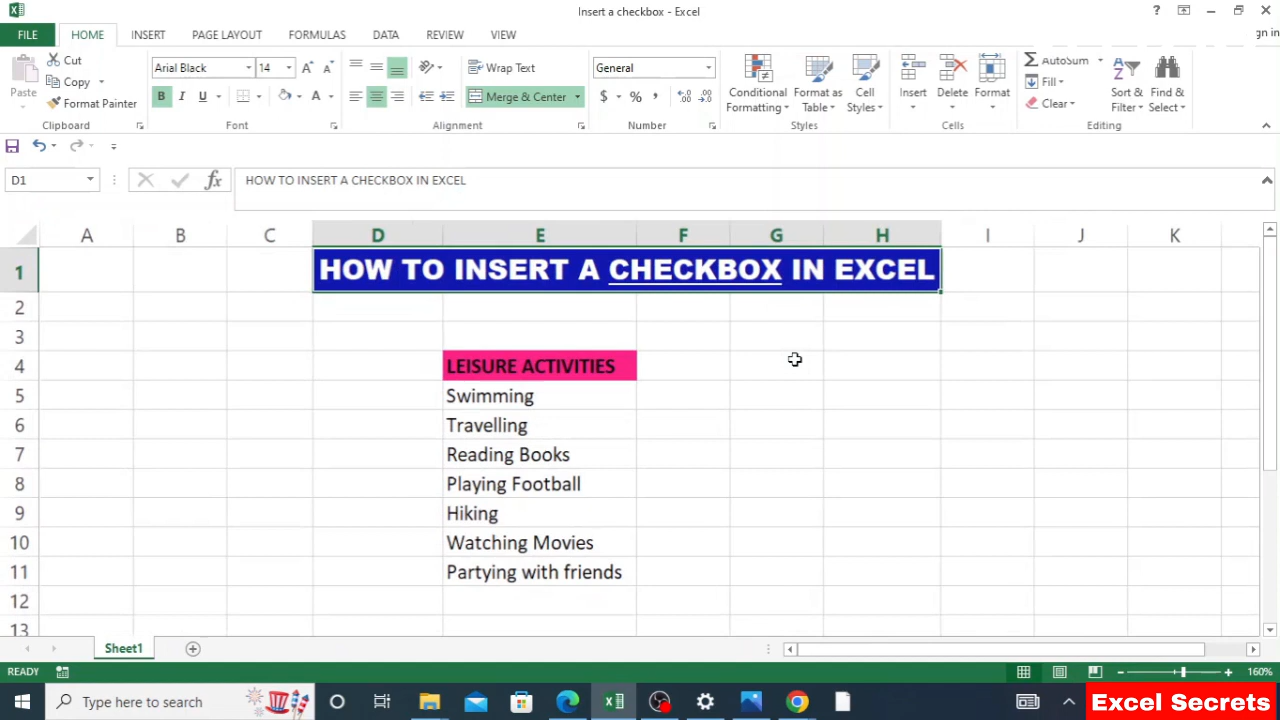 Insert a checkbox - Excel
?
FILE HOME INSERT PAGE LAYOUT FORMULAS DATA REVIEW VIEW
ign in
Paste
Cut
Copy
Format Painter
Clipboard
Arial Black 14 A A
B I U A
Font
Wrap Text
Merge & Center
Alignment
General
$ % ,
Number
Conditional Formatting
Format as Table
Cell Styles
Styles
Insert Delete Format
Cells
AutoSum
Fill
Clear
Sort & Filter
Find & Select
Editing
D1 fx HOW TO INSERT A CHECKBOX IN EXCEL
A B C D E F G H I J K
1 HOW TO INSERT A CHECKBOX IN EXCEL
2
3
4 LEISURE ACTIVITIES
5 Swimming
6 Travelling
7 Reading Books
8 Playing Football
9 Hiking
10 Watching Movies
11 Partying with friends
12
13
Sheet1
READY 160%
Type here to search
Excel Secrets